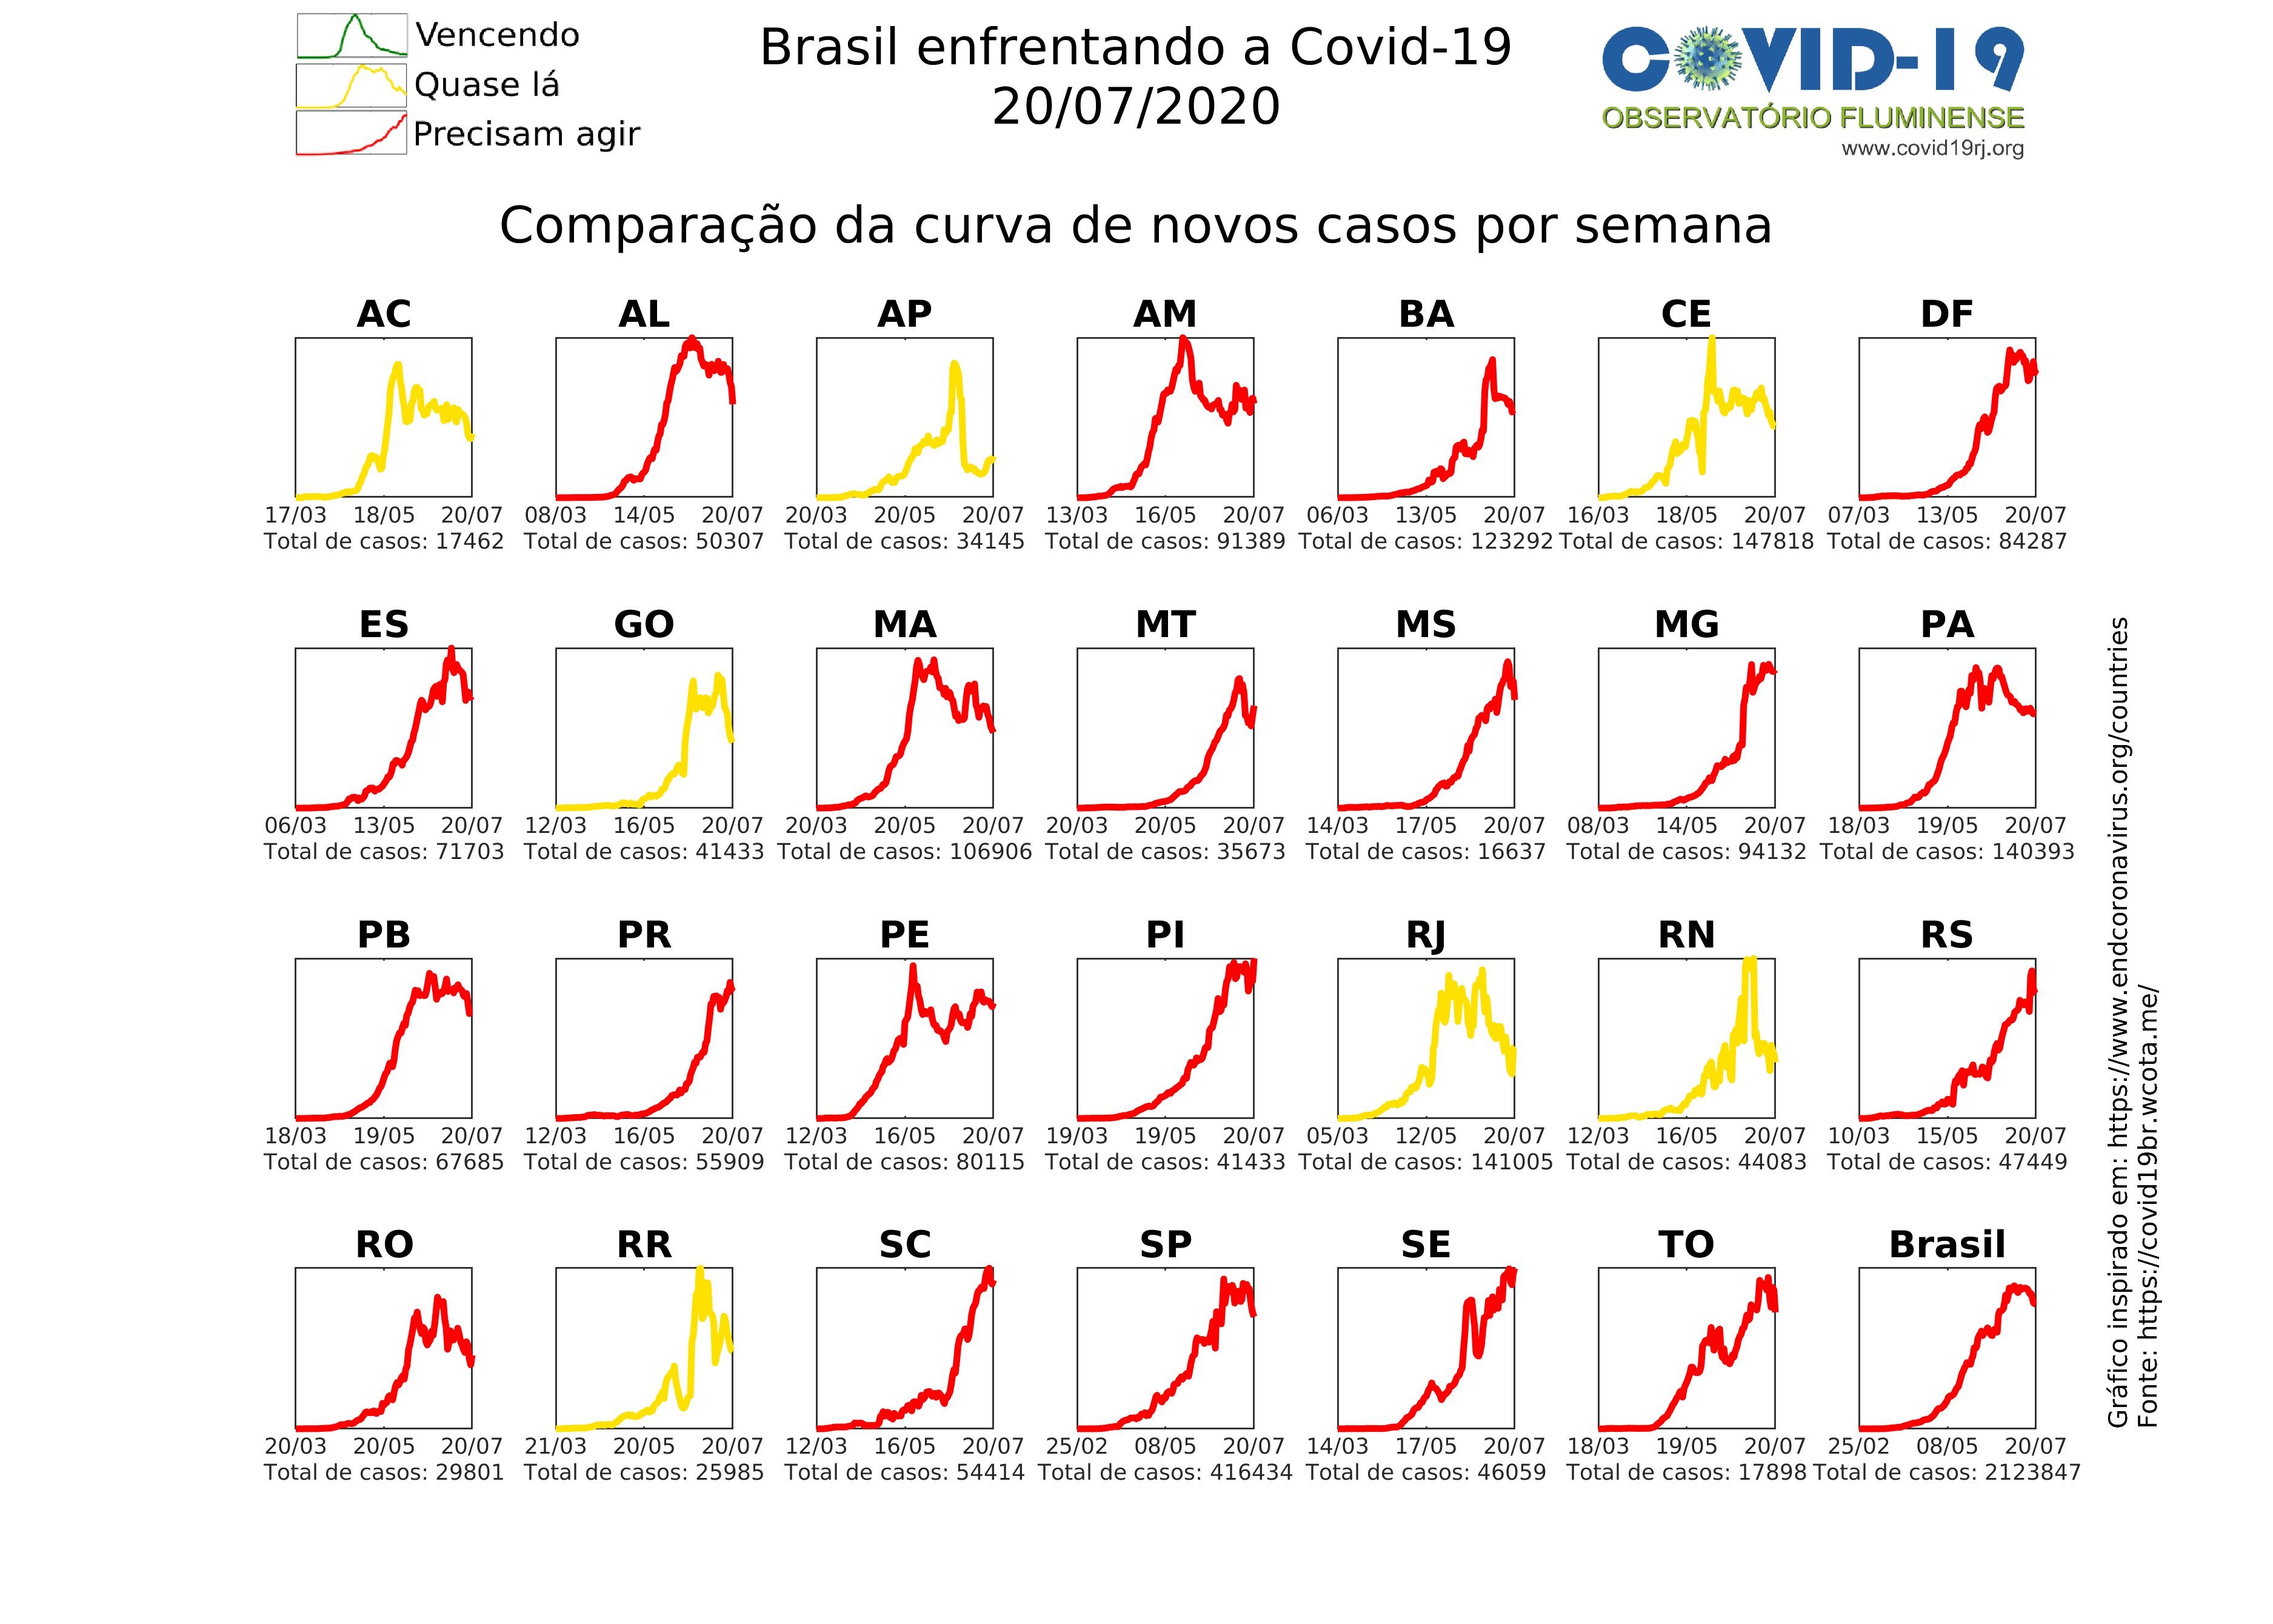 Vencendo
Quase lá
Precisam agir
Brasil enfrentando a Covid-19
20/07/2020
COVID-19
OBSERVATÓRIO FLUMINENSE
www.covid19rj.org
Comparação da curva de novos casos por semana
AC AL AP AM BA CE DF
17/03 18/05 20/07 08/03 14/05 20/07 20/03 20/05 20/07 13/03 16/05 20/07 06/03 13/05 20/07 16/03 18/05 20/07 07/03 13/05 20/07
Total de casos: 17462 Total de casos: 50307 Total de casos: 34145 Total de casos: 91389 Total de casos: 123292 Total de casos: 147818 Total de casos: 84287
ES GO MA MT MS MG PA
06/03 13/05 20/07 12/03 16/05 20/07 20/03 20/05 20/07 20/03 20/05 20/07 14/03 17/05 20/07 08/03 14/05 20/07 18/03 19/05 20/07
Total de casos: 71703 Total de casos: 41433 Total de casos: 106906 Total de casos: 35673 Total de casos: 16637 Total de casos: 94132 Total de casos: 140393
PB PR PE PI RJ RN RS
18/03 19/05 20/07 12/03 16/05 20/07 12/03 16/05 20/07 19/03 19/05 20/07 05/03 12/05 20/07 12/03 16/05 20/07 10/03 15/05 20/07
Total de casos: 67685 Total de casos: 55909 Total de casos: 80115 Total de casos: 41433 Total de casos: 141005 Total de casos: 44083 Total de casos: 47449
RO RR SC SP SE TO Brasil
20/03 20/05 20/07 21/03 20/05 20/07 12/03 16/05 20/07 25/02 08/05 20/07 14/03 17/05 20/07 18/03 19/05 20/07 25/02 08/05 20/07
Total de casos: 29801 Total de casos: 25985 Total de casos: 54414 Total de casos: 416434 Total de casos: 46059 Total de casos: 17898 Total de casos: 2123847
Gráfico inspirado em: https://www.endcoronavirus.org/countries
Fonte: https://covid19br.wcota.me/